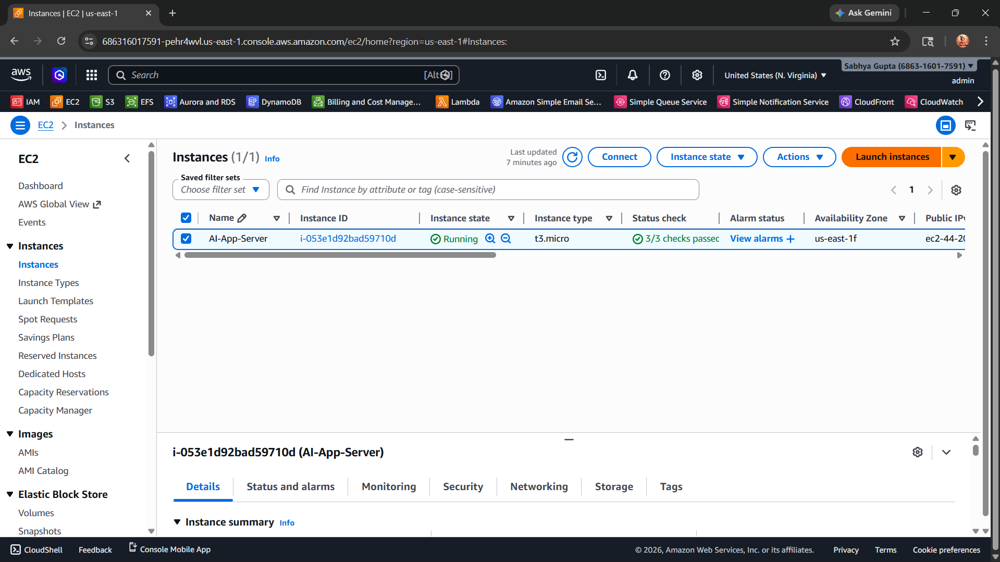 Instances | EC2 | us-east-1
Ask Gemini
686316017591-pehr4wvl.us-east-1.console.aws.amazon.com/ec2/home?region=us-east-1#Instances:
aws
Search
[Alt+S]
United States (N. Virginia)
Sabhya Gupta (6863-1601-7591)
admin
IAM EC2 S3 EFS Aurora and RDS DynamoDB Billing and Cost Manage... Lambda Amazon Simple Email Se... Simple Queue Service Simple Notification Service CloudFront CloudWatch
EC2 Instances
EC2
Dashboard
AWS Global View
Events
Instances
Instances
Instance Types
Launch Templates
Spot Requests
Savings Plans
Reserved Instances
Dedicated Hosts
Capacity Reservations
Capacity Manager
Images
AMIs
AMI Catalog
Elastic Block Store
Volumes
Snapshots
Instances (1/1) Info
Last updated
7 minutes ago
Connect Instance state Actions Launch instances
Saved filter sets
Choose filter set
Find Instance by attribute or tag (case-sensitive)
1
Name Instance ID Instance state Instance type Status check Alarm status Availability Zone Public IPv
AI-App-Server i-053e1d92bad59710d Running t3.micro 3/3 checks passec View alarms + us-east-1f ec2-44-20
i-053e1d92bad59710d (AI-App-Server)
Details Status and alarms Monitoring Security Networking Storage Tags
Instance summary Info
CloudShell Feedback Console Mobile App © 2026, Amazon Web Services, Inc. or its affiliates. Privacy Terms Cookie preferences